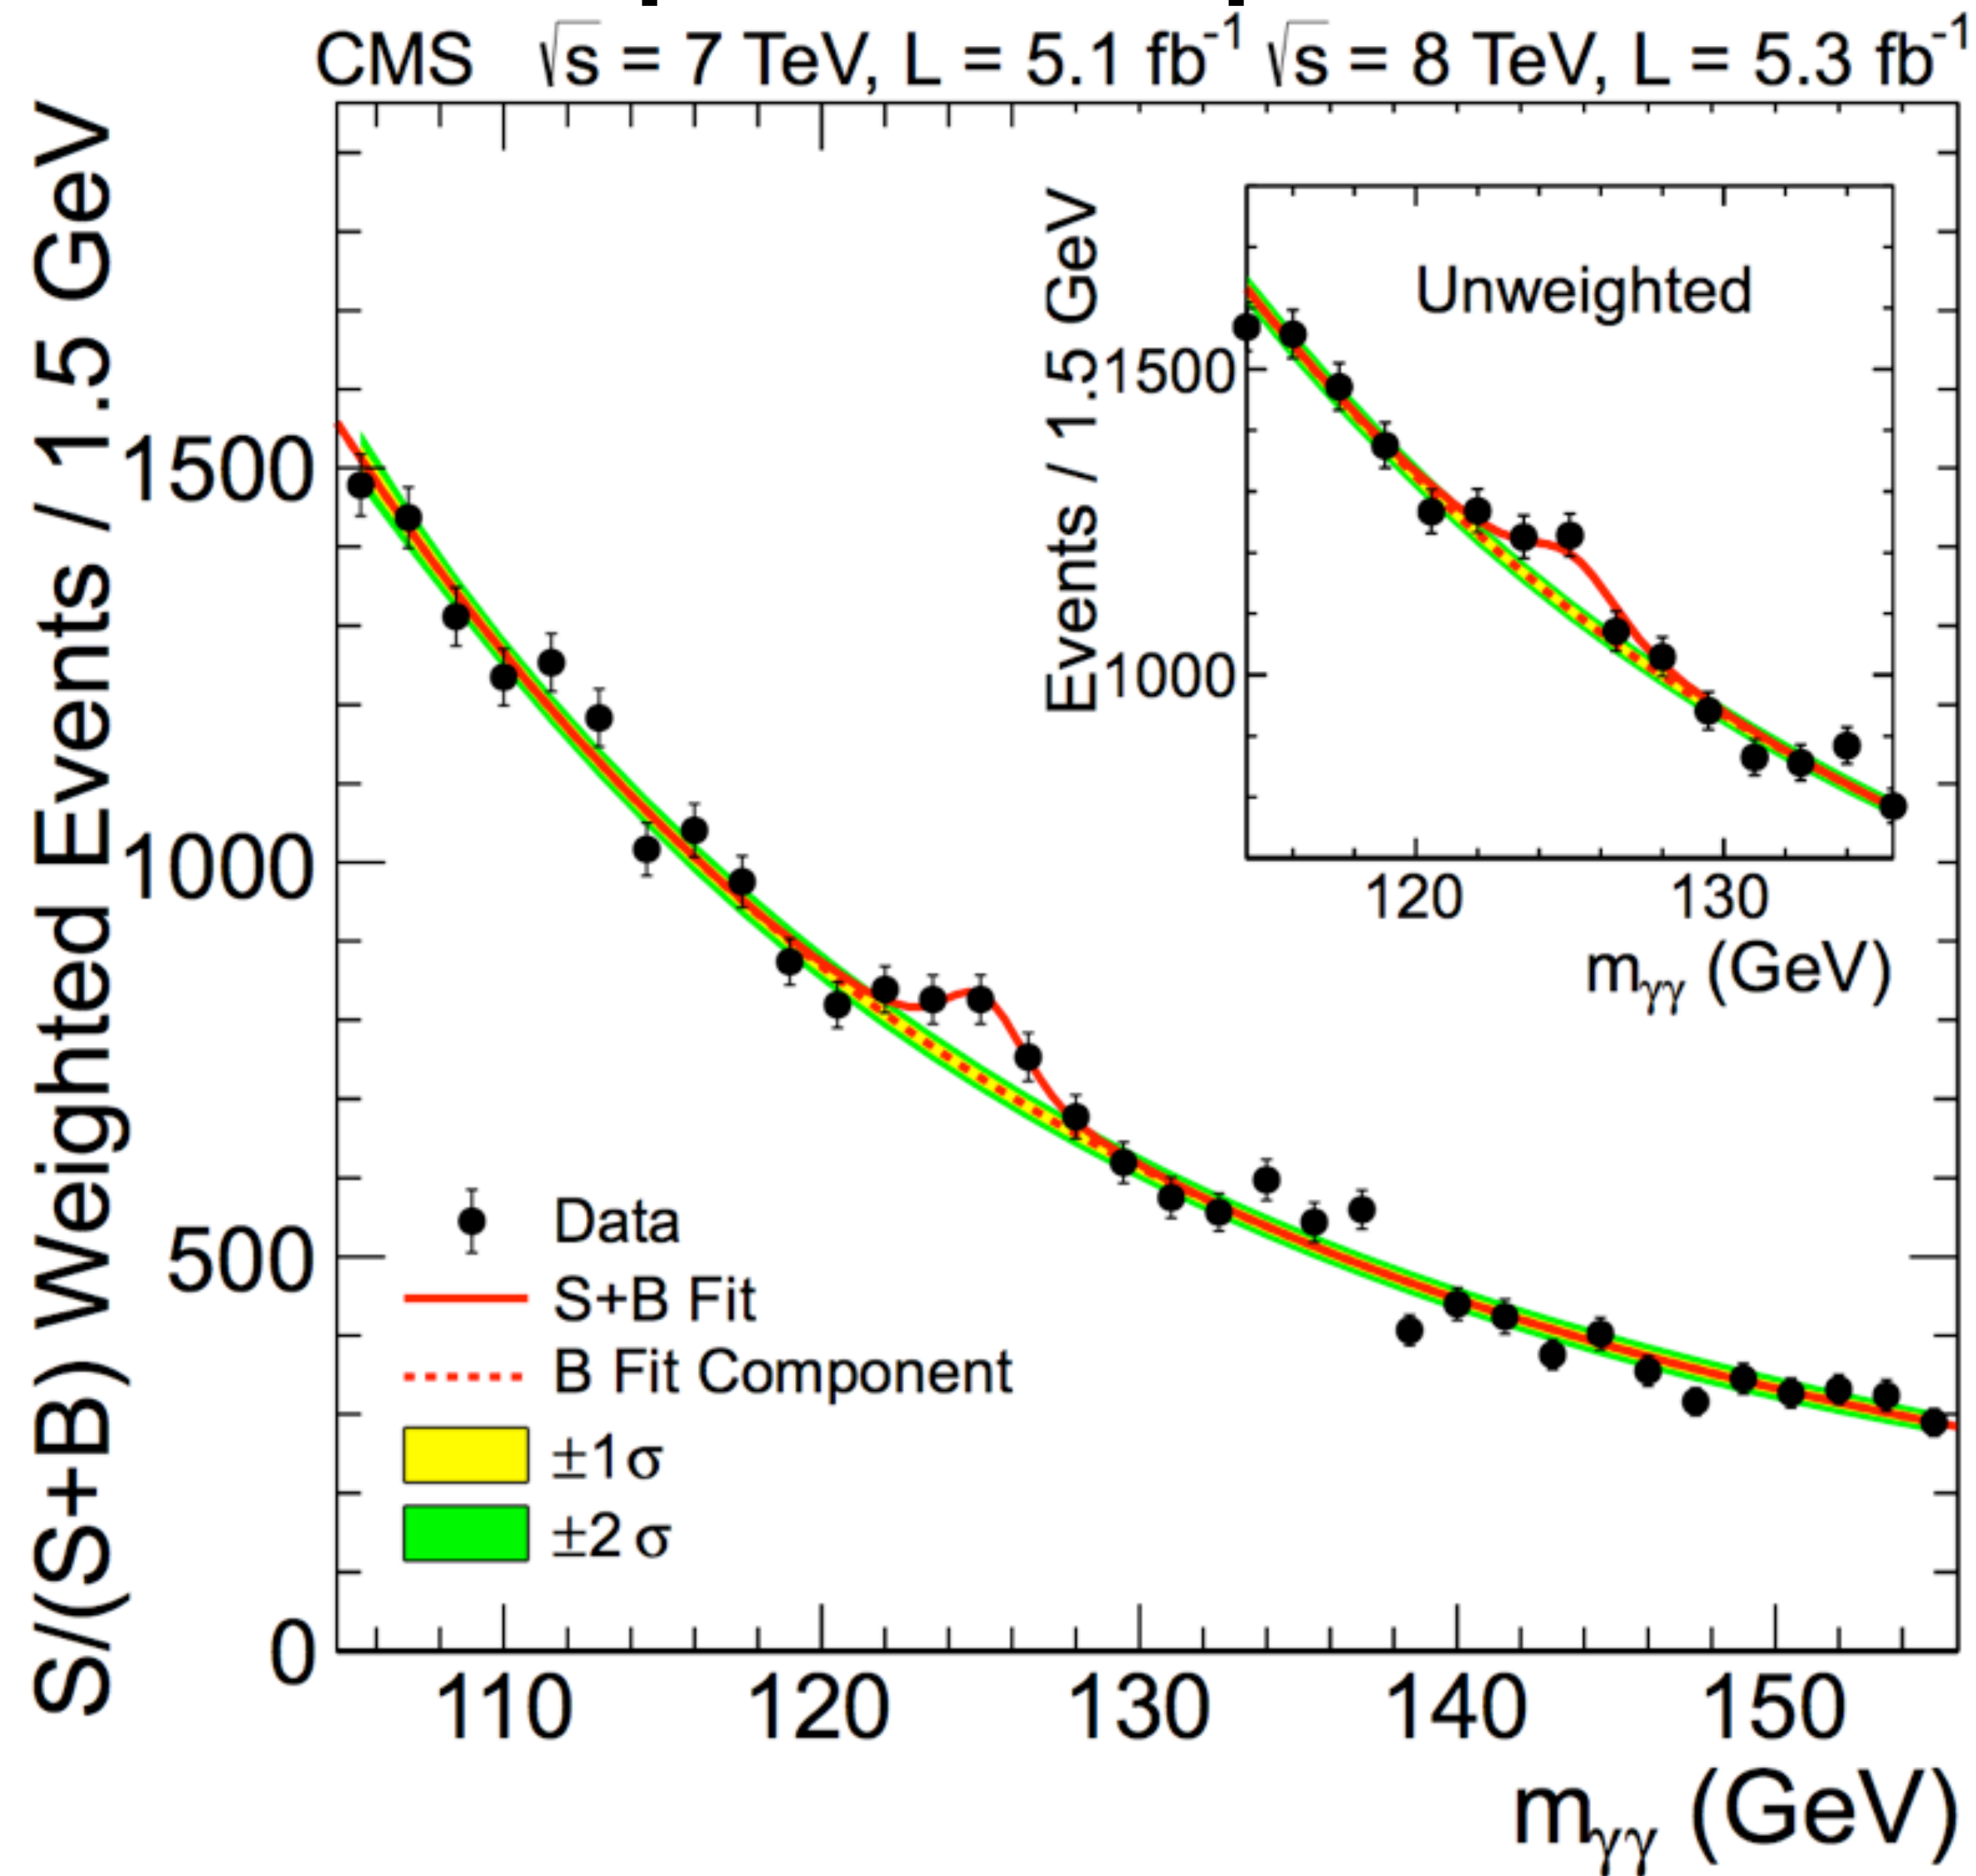 CMS √s = 7 TeV, L = 5.1 fb⁻¹ √s = 8 TeV, L = 5.3 fb⁻¹
S/(S+B) Weighted Events / 1.5 GeV
1500
1000
500
0
Events / 1.5 GeV
1500
1000
Unweighted
120 130
mγγ (GeV)
Data
S+B Fit
B Fit Component
±1σ
±2 σ
110 120 130 140 150
mγγ (GeV)